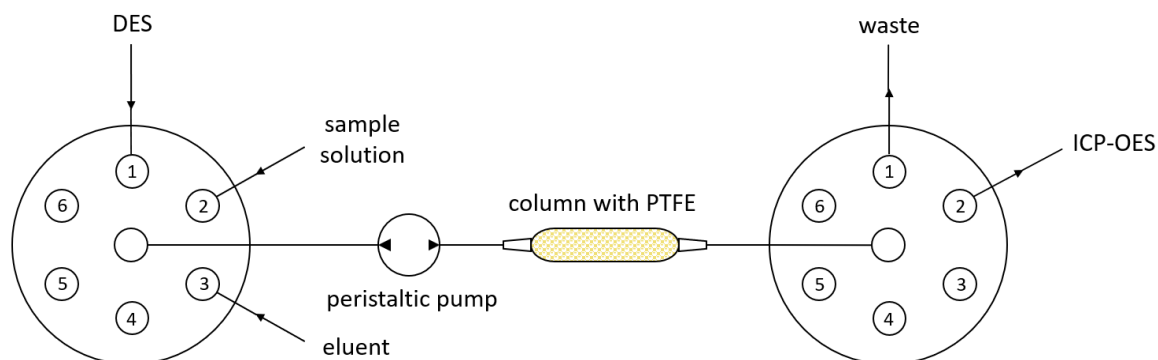 DES
waste
sample
solution
ICP-OES
1
2
3
4
5
6
column with PTFE
1
2
3
4
5
6
peristaltic pump
eluent